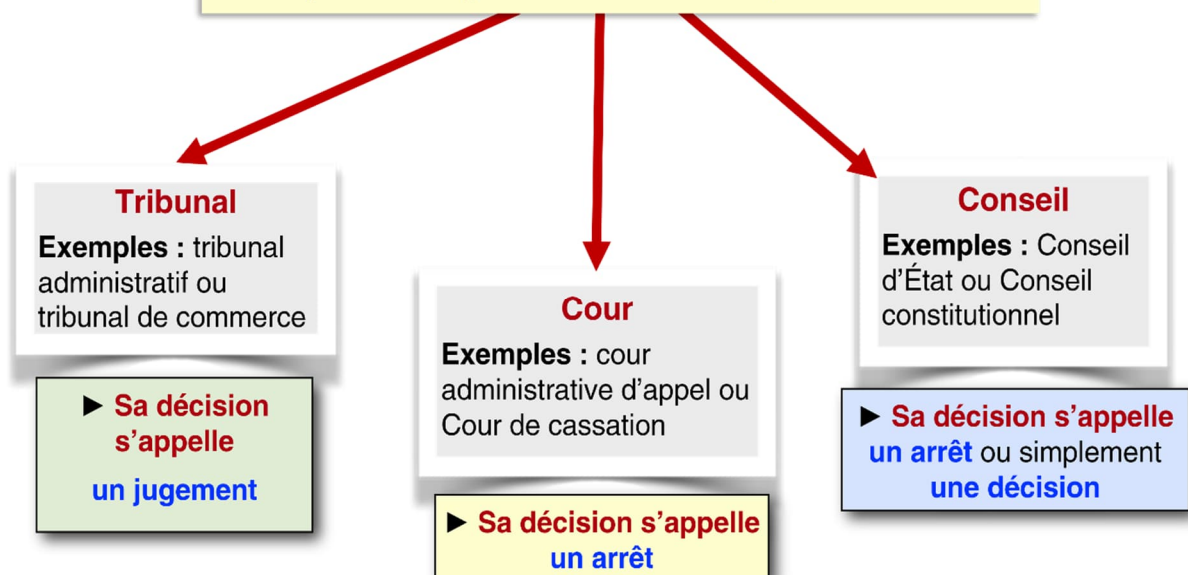 Tribunal
Exemples : tribunal
administratif ou
tribunal de commerce
► Sa décision
s’appelle
un jugement
Cour
Exemples : cour
administrative d’appel ou
Cour de cassation
► Sa décision s’appelle
un arrêt
Conseil
Exemples : Conseil
d’État ou Conseil
constitutionnel
► Sa décision s’appelle
un arrêt ou simplement
une décision